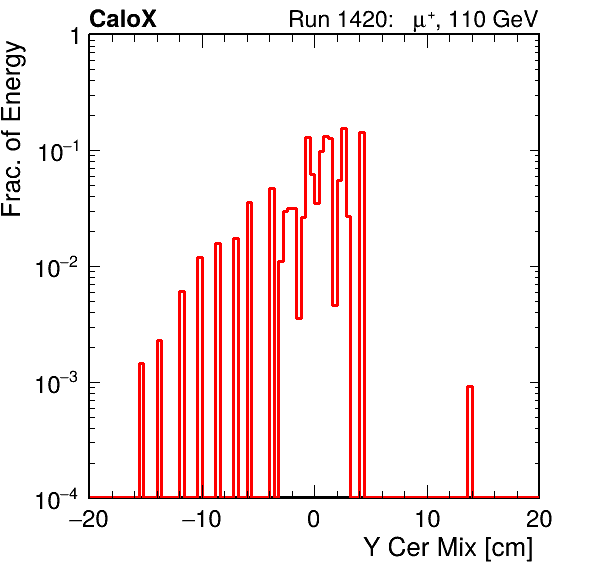 CaloX
Run 1420: μ⁺, 110 GeV
Frac. of Energy
1
10⁻¹
10⁻²
10⁻³
10⁻⁴
−20 −10 0 10 20
Y Cer Mix [cm]